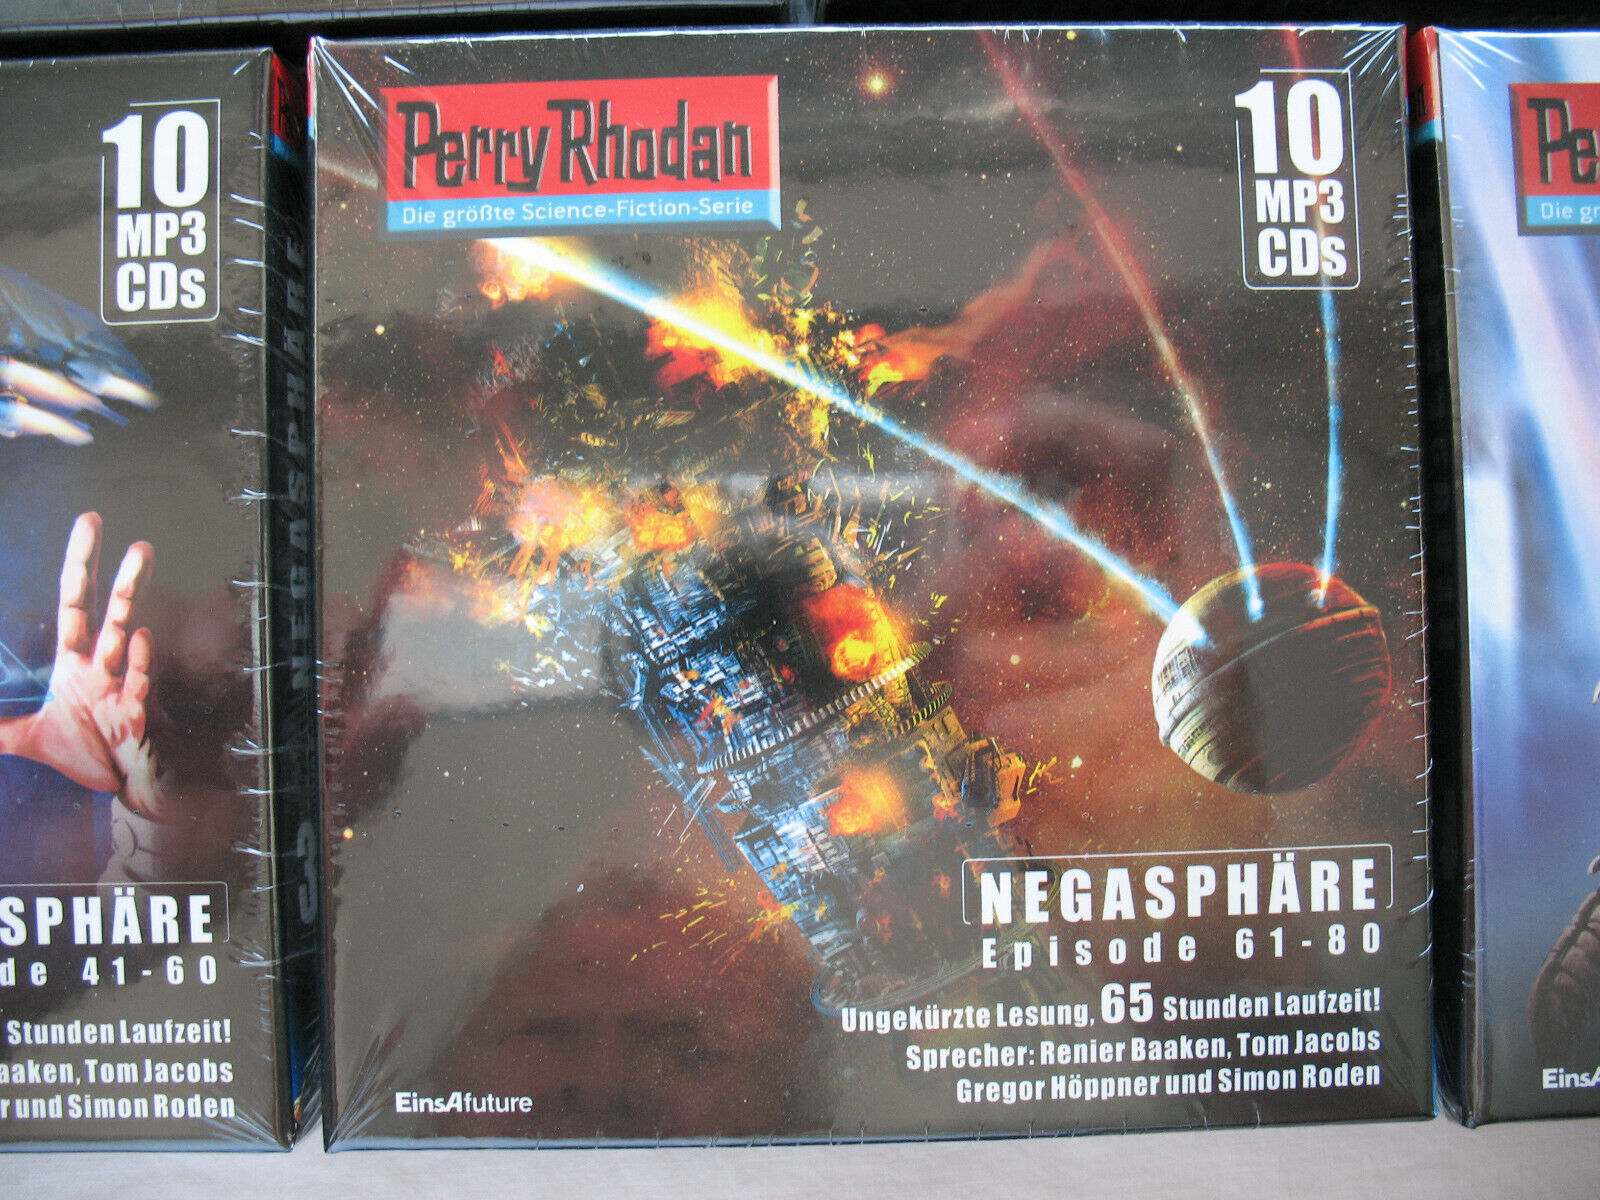 10
MP3
CDs
SPHÄRE
de 41-60
Stunden Laufzeit!
aaken, Tom Jacobs
r und Simon Roden
NEGASPHÄRE
3
Perry Rhodan
Die größte Science-Fiction-Serie
10
MP3
CDs
NEGASPHÄRE
Episode 61-80
Ungekürzte Lesung, 65 Stunden Laufzeit!
Sprecher: Renier Baaken, Tom Jacobs
Gregor Höppner und Simon Roden
EinsAfuture
Pe
Die gr
EinsA